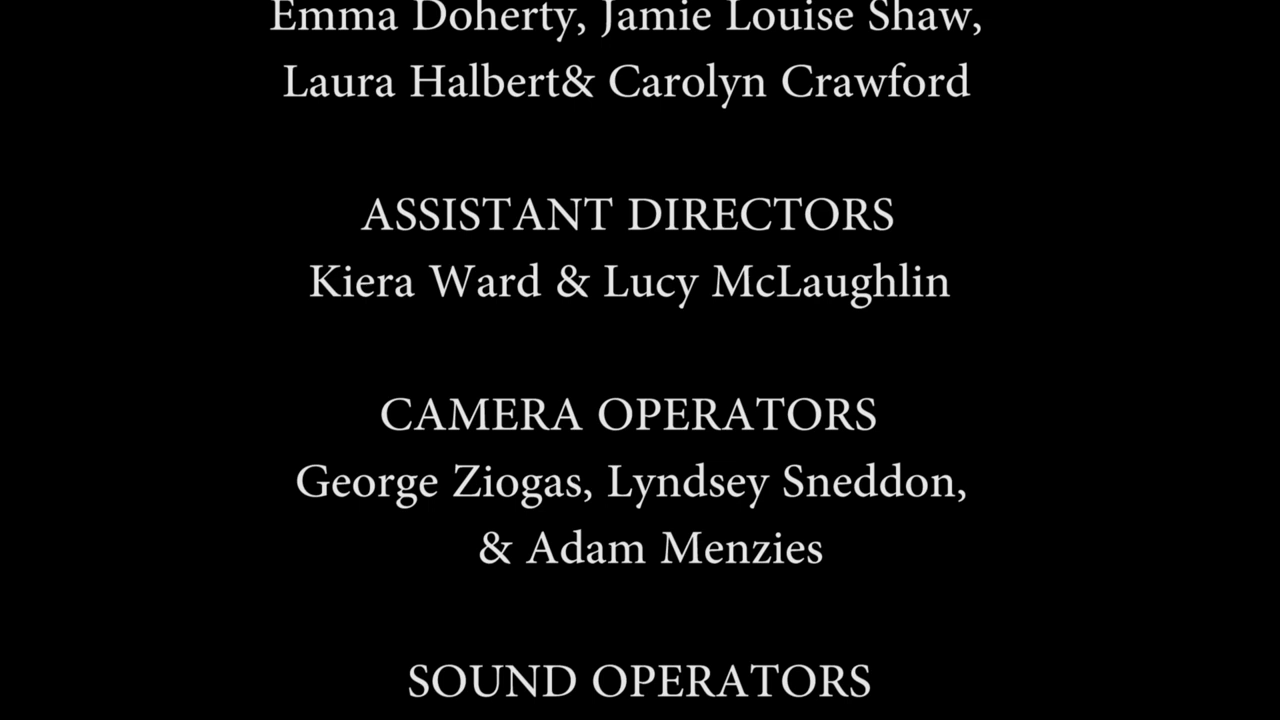 Emma Doherty, Jamie Louise Shaw,
Laura Halbert& Carolyn Crawford
ASSISTANT DIRECTORS
Kiera Ward & Lucy McLaughlin
CAMERA OPERATORS
George Ziogas, Lyndsey Sneddon,
& Adam Menzies
SOUND OPERATORS